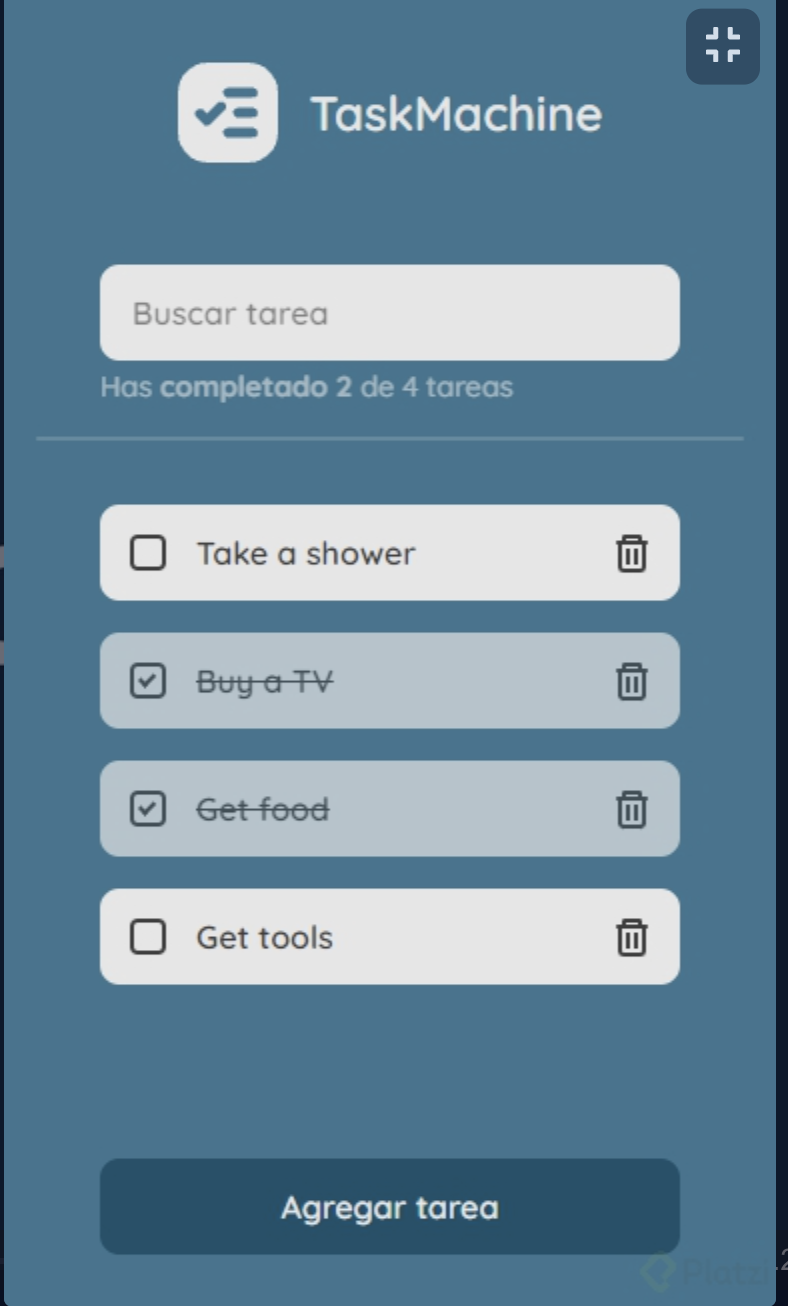 TaskMachine
Buscar tarea
Has completado 2 de 4 tareas
Take a shower
Buy a TV
Get food
Get tools
Agregar tarea
Platzi